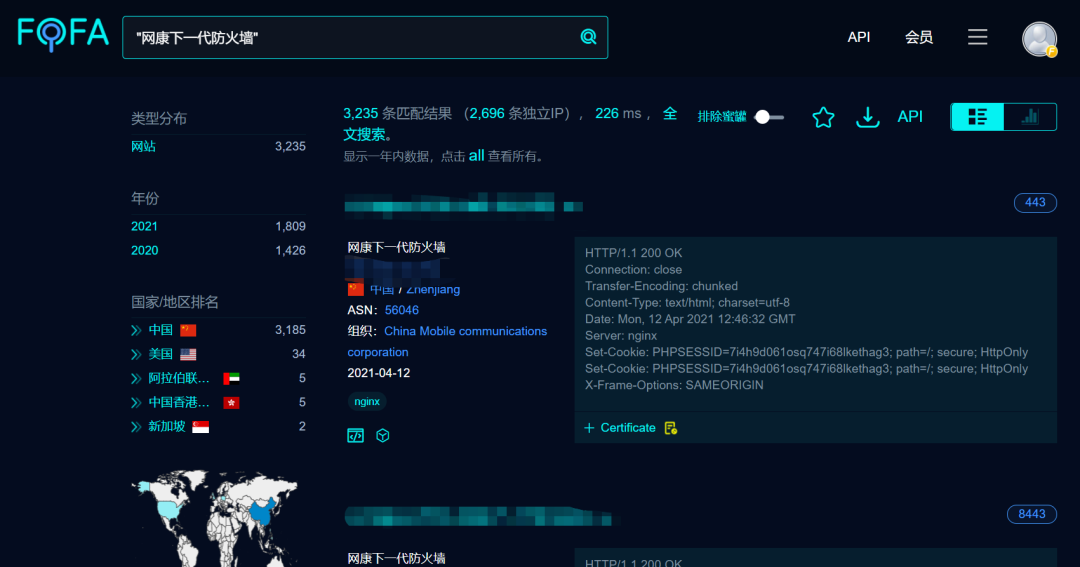 FOFA
"网康下一代防火墙"
API
会员
类型分布
网站 3,235
年份
2021 1,809
2020 1,426
国家/地区排名
中国 3,185
美国 34
阿拉伯联... 5
中国香港... 5
新加坡 2
3,235 条匹配结果 （2,696 条独立IP）， 226 ms ， 全
文搜索。
显示一年内数据，点击 all 查看所有。
排除蜜罐
API
443
网康下一代防火墙
中国 / Zhenjiang
ASN：56046
组织：China Mobile communications
corporation
2021-04-12
nginx
HTTP/1.1 200 OK
Connection: close
Transfer-Encoding: chunked
Content-Type: text/html; charset=utf-8
Date: Mon, 12 Apr 2021 12:46:32 GMT
Server: nginx
Set-Cookie: PHPSESSID=7i4h9d061osq747i68lkethag3; path=/; secure; HttpOnly
Set-Cookie: PHPSESSID=7i4h9d061osq747i68lkethag3; path=/; secure; HttpOnly
X-Frame-Options: SAMEORIGIN
+ Certificate
8443
网康下一代防火墙
HTTP/1.1 200 OK